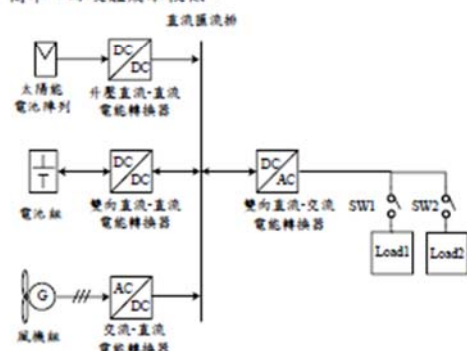 直流匯流排
DC
DC
太陽能
電池陣列
升壓直流-直流
電能轉換器
DC
DC
電池組
雙向直流-直流
電能轉換器
DC
AC
雙向直流-交流
電能轉換器
SW1
SW2
Load1
Load2
G
AC
DC
風機組
交流-直流
電能轉換器